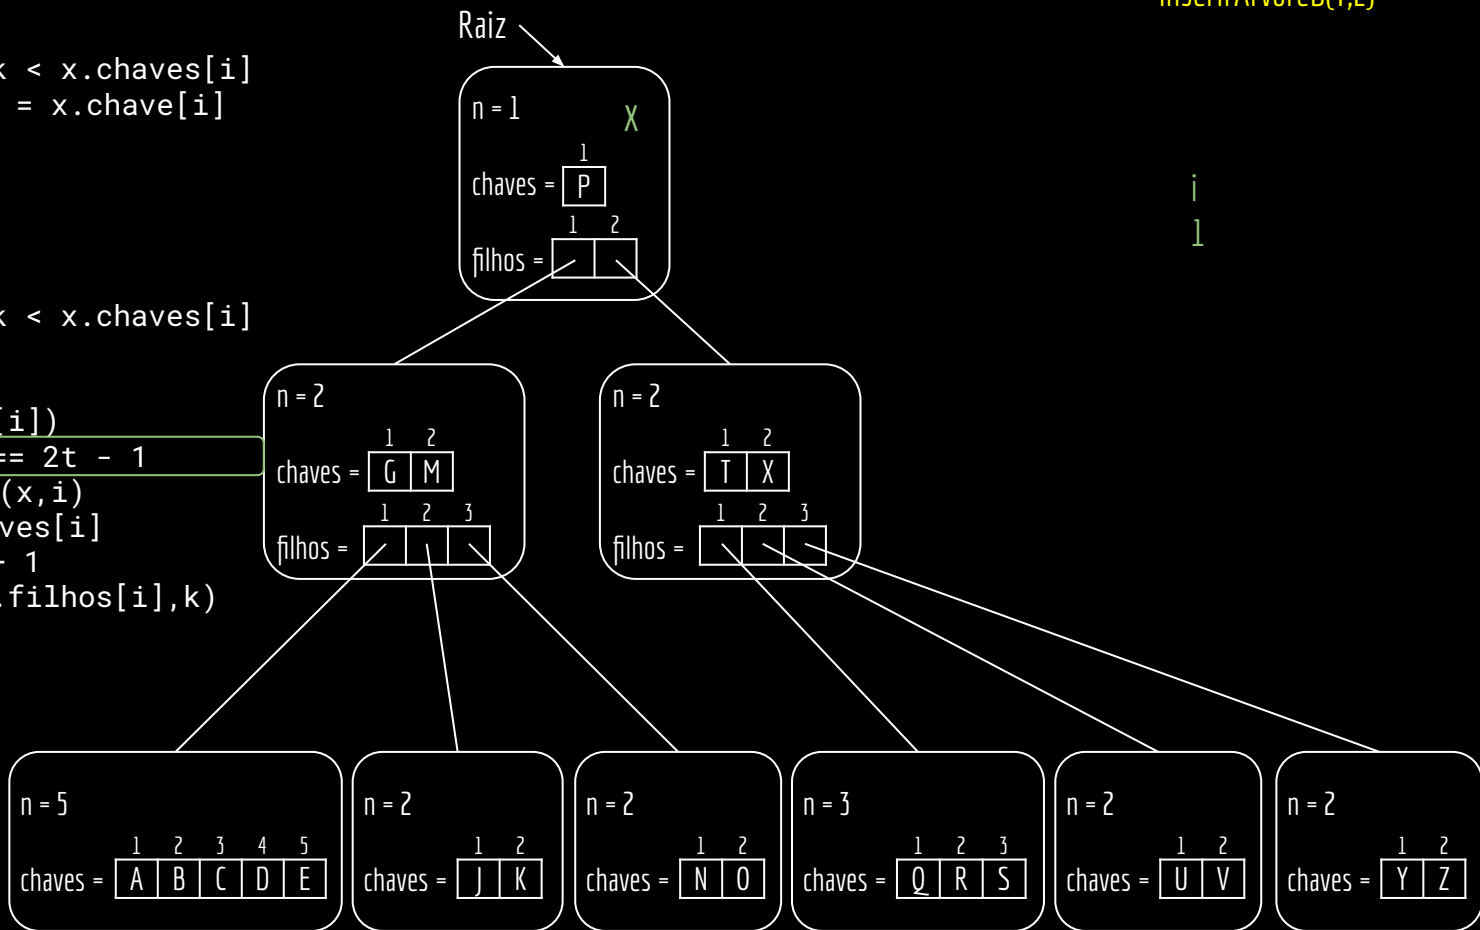 Raiz
k < x.chaves[i]
= x.chave[i]
n = 1
X
1
chaves = P
1 2
filhos =
i
1
k < x.chaves[i]
[i])
== 2t - 1
(x,i)
ves[i]
- 1
.filhos[i],k)
n = 2
1 2
chaves = G M
1 2 3
filhos =
n = 2
1 2
chaves = T X
1 2 3
filhos =
n = 5
1 2 3 4 5
chaves = A B C D E
n = 2
1 2
chaves = J K
n = 2
1 2
chaves = N O
n = 3
1 2 3
chaves = Q R S
n = 2
1 2
chaves = U V
n = 2
1 2
chaves = Y Z